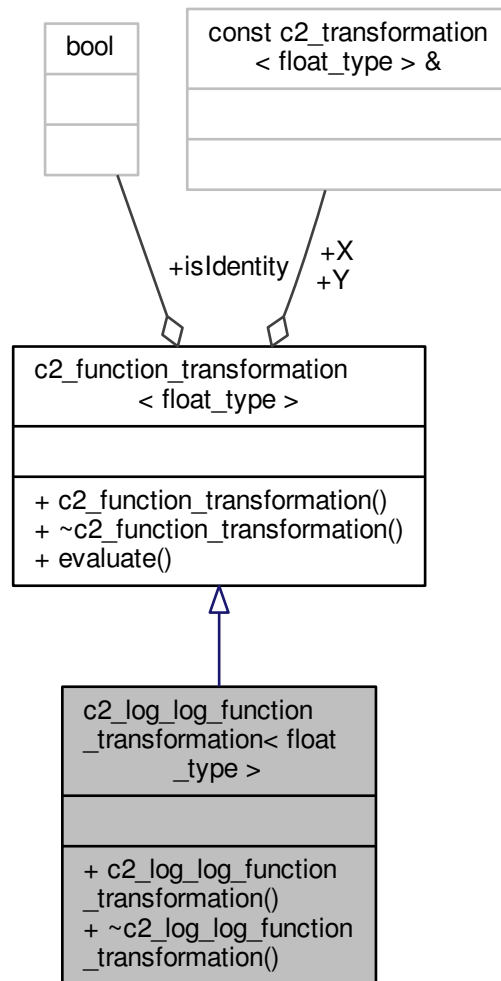 bool
const c2_transformation
< float_type > &
+isIdentity
+X
+Y
c2_function_transformation
< float_type >
+ c2_function_transformation()
+ ~c2_function_transformation()
+ evaluate()
c2_log_log_function
_transformation< float
_type >
+ c2_log_log_function
_transformation()
+ ~c2_log_log_function
_transformation()